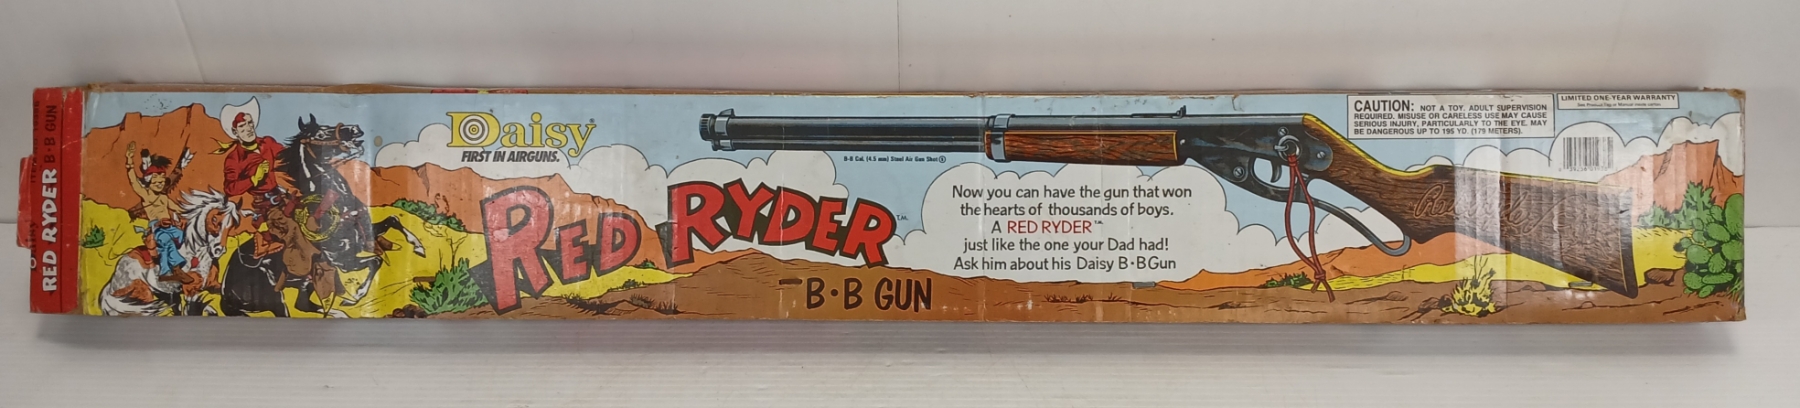 RED RYDER B·B GUN
Daisy
FIRST IN AIRGUNS.
RED RYDER T.M.
B·B GUN
B·B Cal. (4.5 mm) Steel Air Gun Shot
Now you can have the gun that won
the hearts of thousands of boys.
A RED RYDER
just like the one your Dad had!
Ask him about his Daisy B·B Gun
CAUTION: NOT A TOY. ADULT SUPERVISION
REQUIRED. MISUSE OR CARELESS USE MAY CAUSE
SERIOUS INJURY, PARTICULARLY TO THE EYE. MAY
BE DANGEROUS UP TO 195 YD. (179 METERS).
LIMITED ONE-YEAR WARRANTY